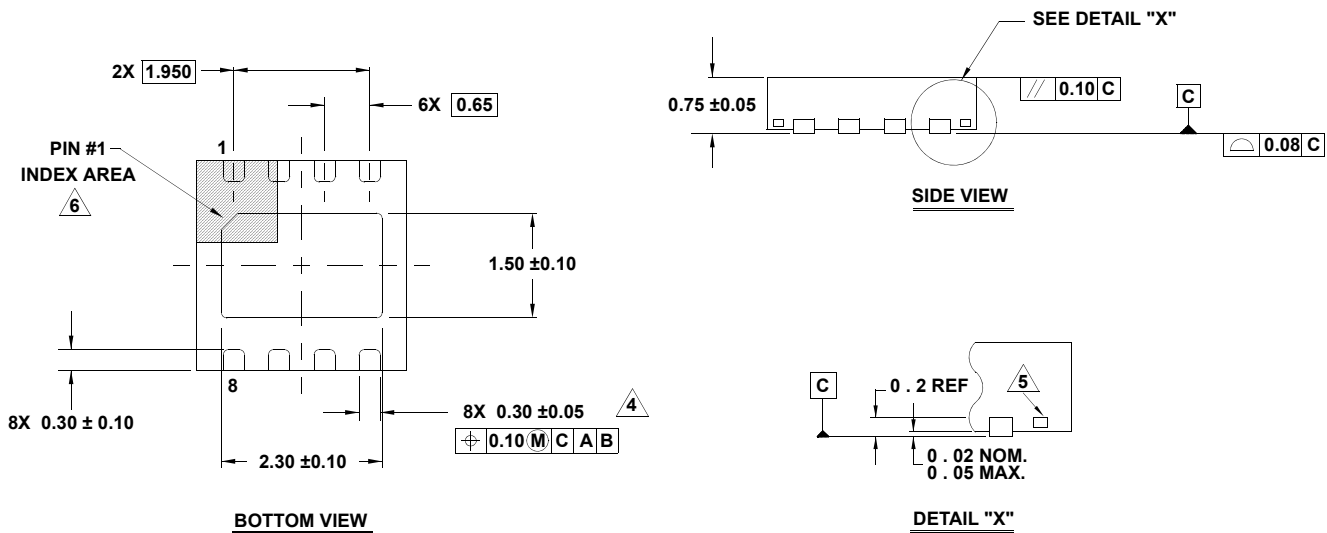 2X 1.950
6X 0.65
PIN #1
INDEX AREA
6
1
1.50 ±0.10
8
8X 0.30 ± 0.10
8X 0.30 ±0.05
4
0.10 M C A B
2.30 ±0.10
BOTTOM VIEW
SEE DETAIL "X"
0.75 ±0.05
// 0.10 C
C
0.08 C
SIDE VIEW
C
0 . 2 REF
5
0 . 02 NOM.
0 . 05 MAX.
DETAIL "X"